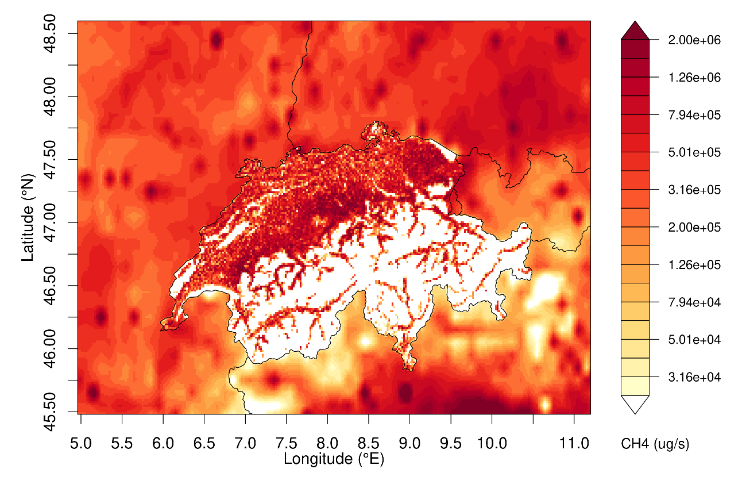 48.50
48.00
47.50
47.00
46.50
46.00
45.50
Latitude (°N)
5.0 5.5 6.0 6.5 7.0 7.5 8.0 8.5 9.0 9.5 10.0 11.0
Longitude (°E)
2.00e+06
1.26e+06
7.94e+05
5.01e+05
3.16e+05
2.00e+05
1.26e+05
7.94e+04
5.01e+04
3.16e+04
CH4 (ug/s)